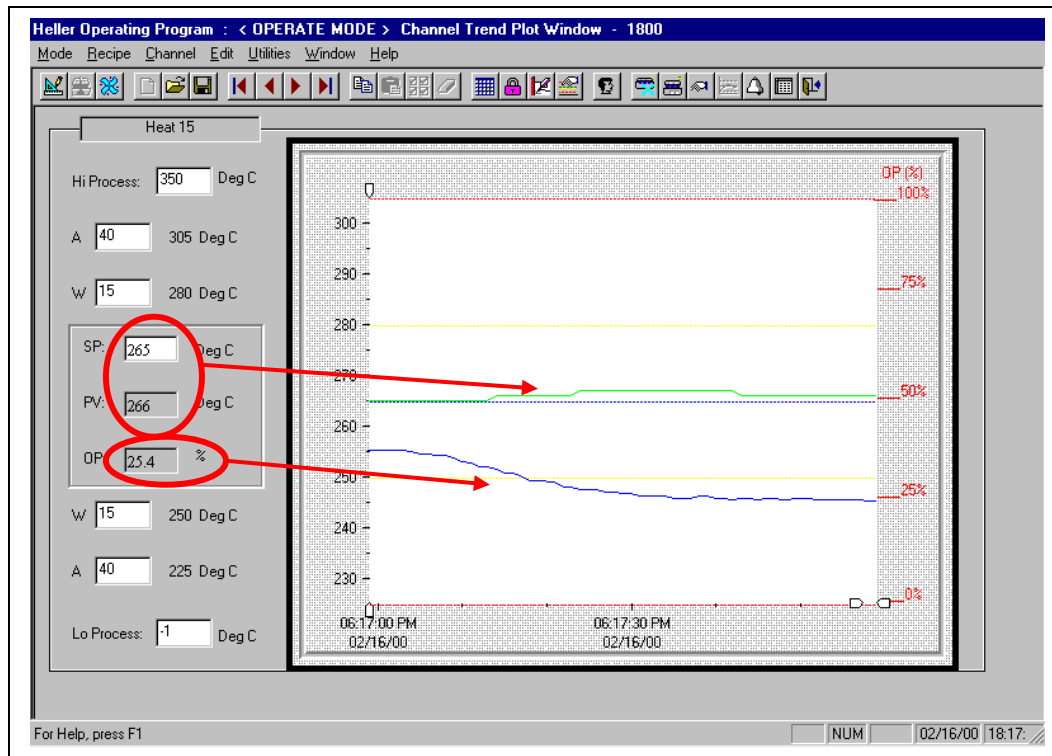 Heller Operating Program : < OPERATE MODE > Channel Trend Plot Window - 1800
Mode Recipe Channel Edit Utilities Window Help
Heat 15
Hi Process: 350 Deg C
A 40 305 Deg C
W 15 280 Deg C
SP: 265 Deg C
PV: 266 Deg C
OP 25.4 %
W 15 250 Deg C
A 40 225 Deg C
Lo Process: -1 Deg C
OP (%)
100%
75%
50%
25%
0%
300
290
280
270
260
250
240
230
06:17:00 PM
02/16/00
06:17:30 PM
02/16/00
For Help, press F1
NUM
02/16/00
18:17: